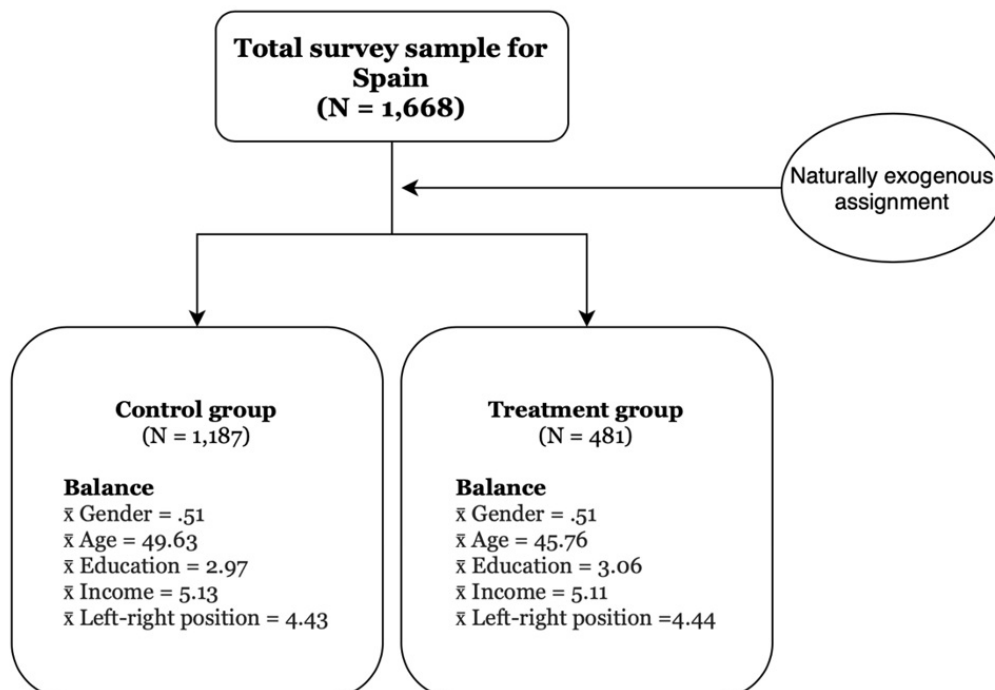 Total survey sample for
Spain
(N = 1,668)
Naturally exogenous
assignment
Control group
(N = 1,187)
Balance
x̄ Gender = .51
x̄ Age = 49.63
x̄ Education = 2.97
x̄ Income = 5.13
x̄ Left-right position = 4.43
Treatment group
(N = 481)
Balance
x̄ Gender = .51
x̄ Age = 45.76
x̄ Education = 3.06
x̄ Income = 5.11
x̄ Left-right position =4.44